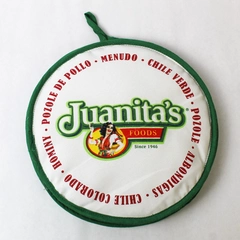 Juanita's
FOODS
Since 1946
POZOLE DE POLLO · MENUDO · CHILE VERDE · POZOLE · ALBONDIGAS · CHILE COLORADO · HOMINY ·